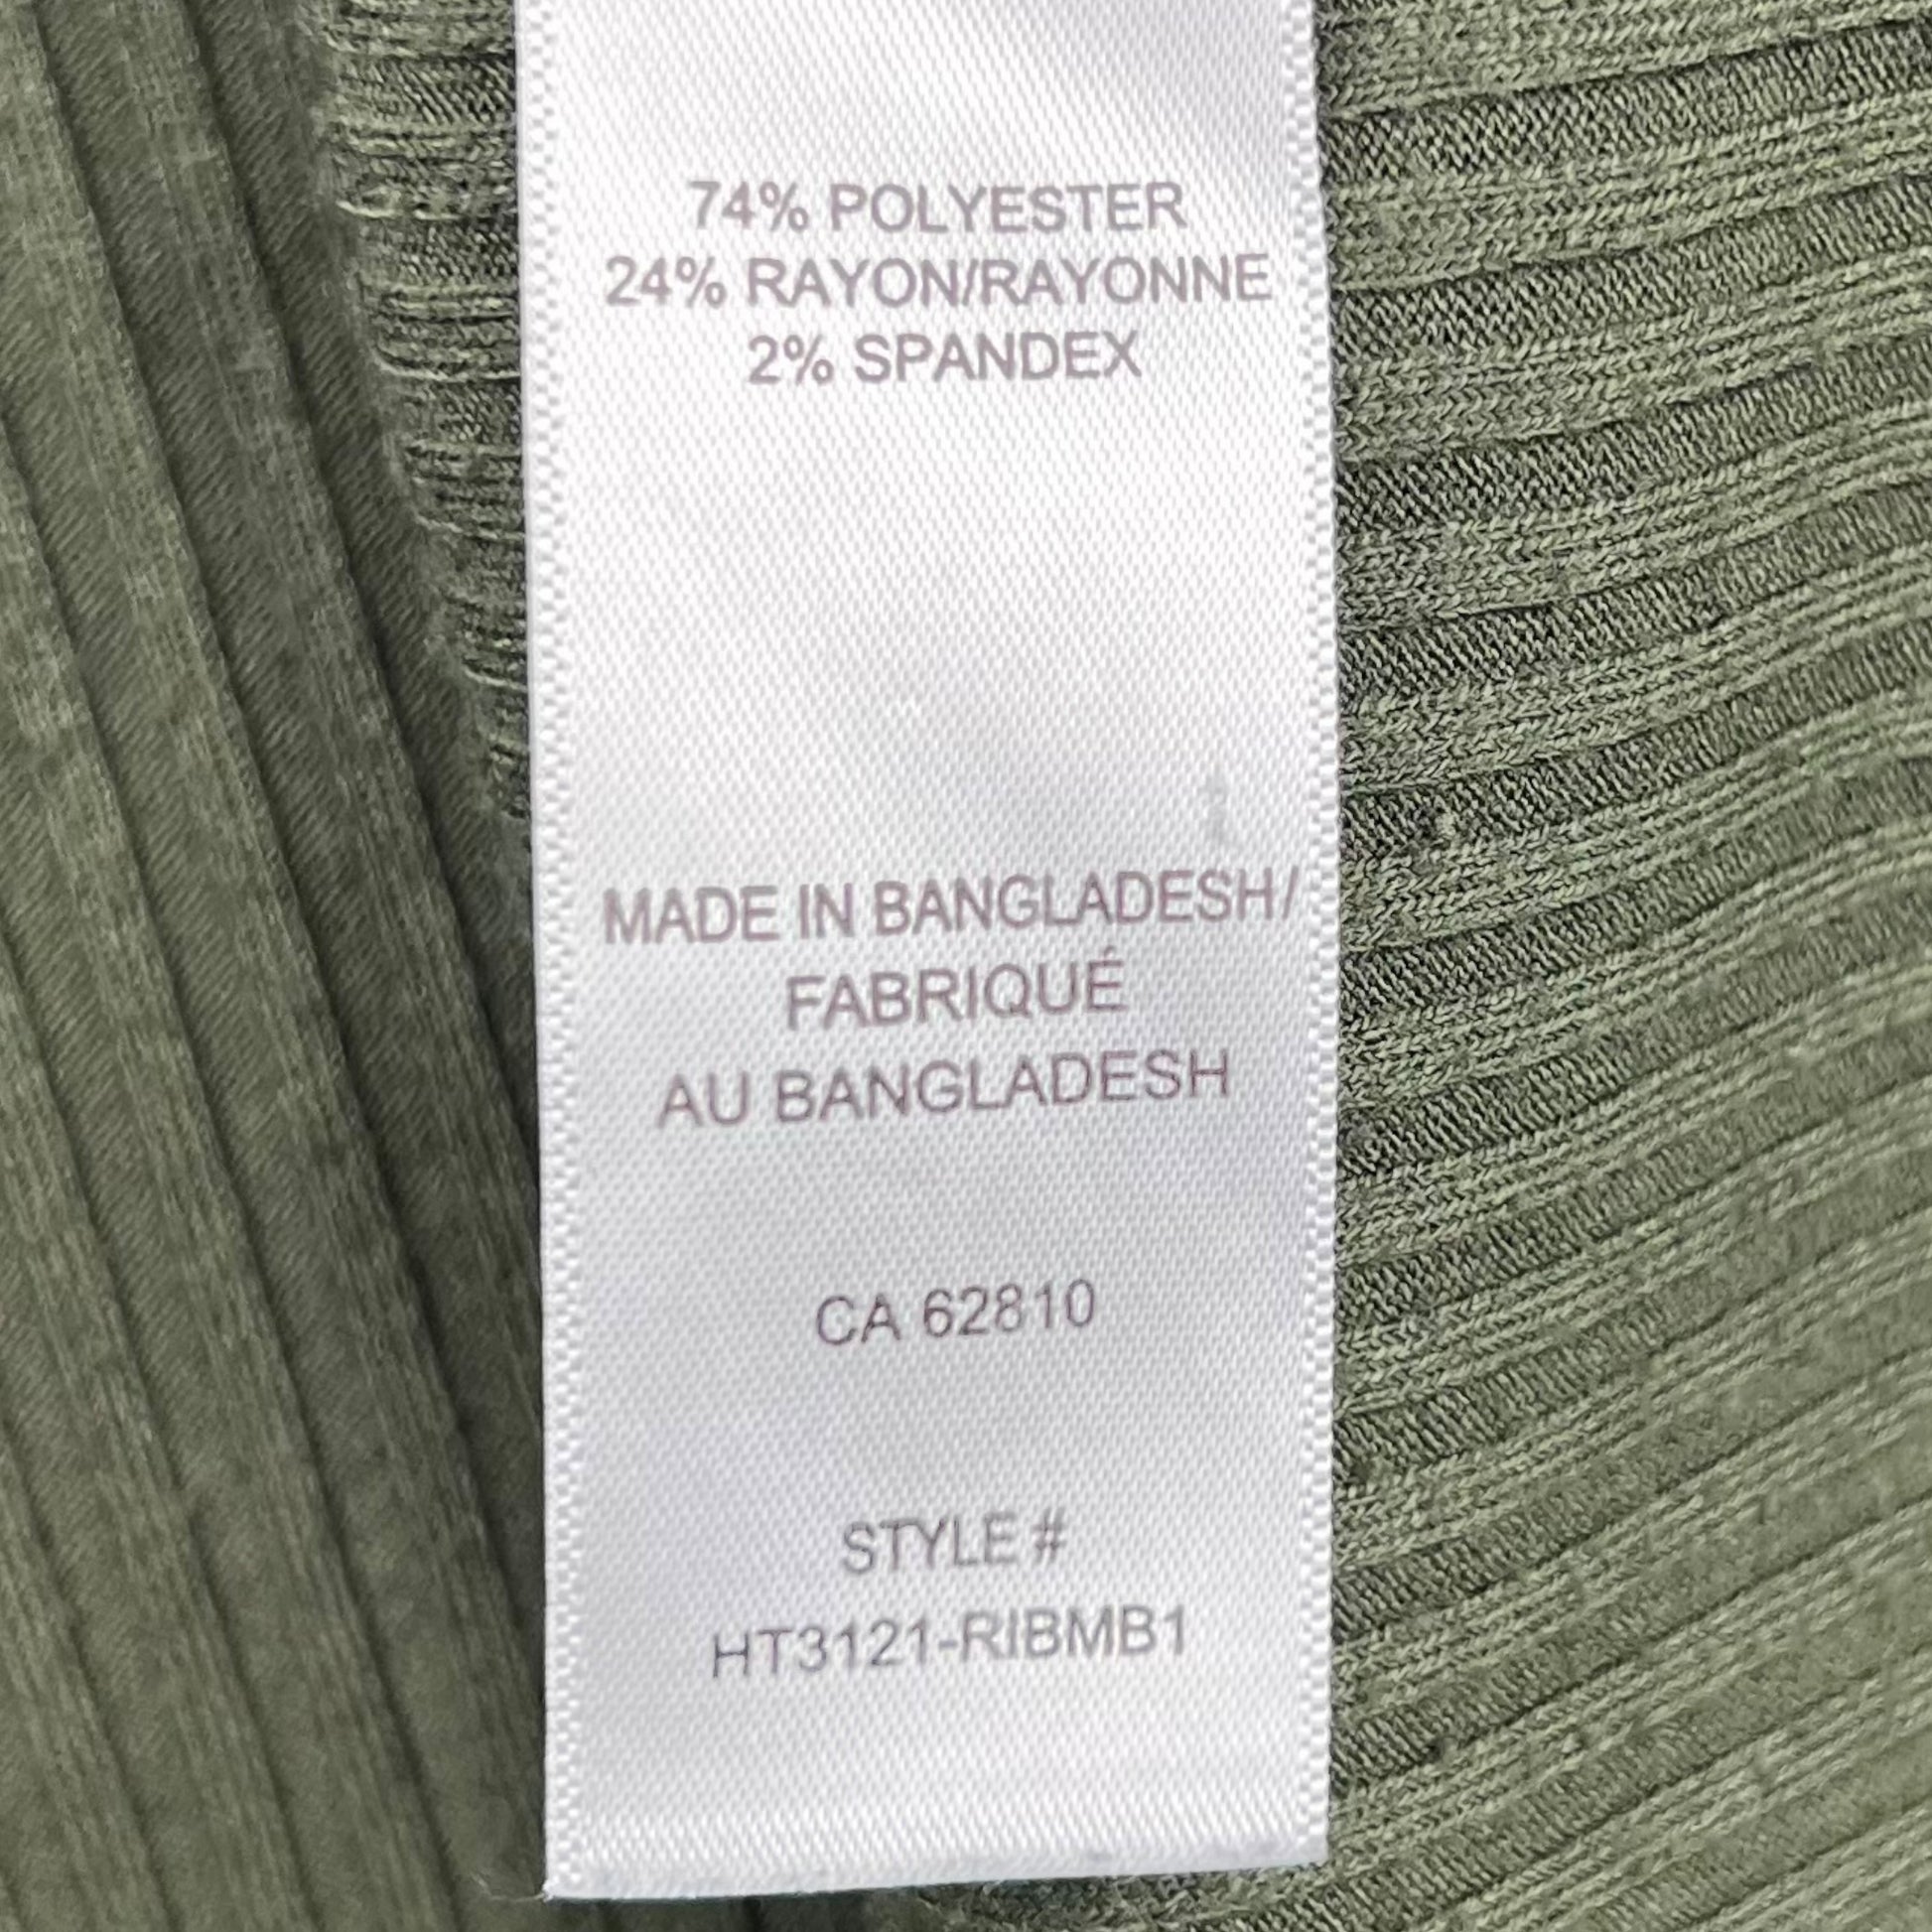 74% POLYESTER
24% RAYON/RAYONNE
2% SPANDEX
MADE IN BANGLADESH/
FABRIQUÉ
AU BANGLADESH
CA 62810
STYLE #
HT3121-RIBMB1